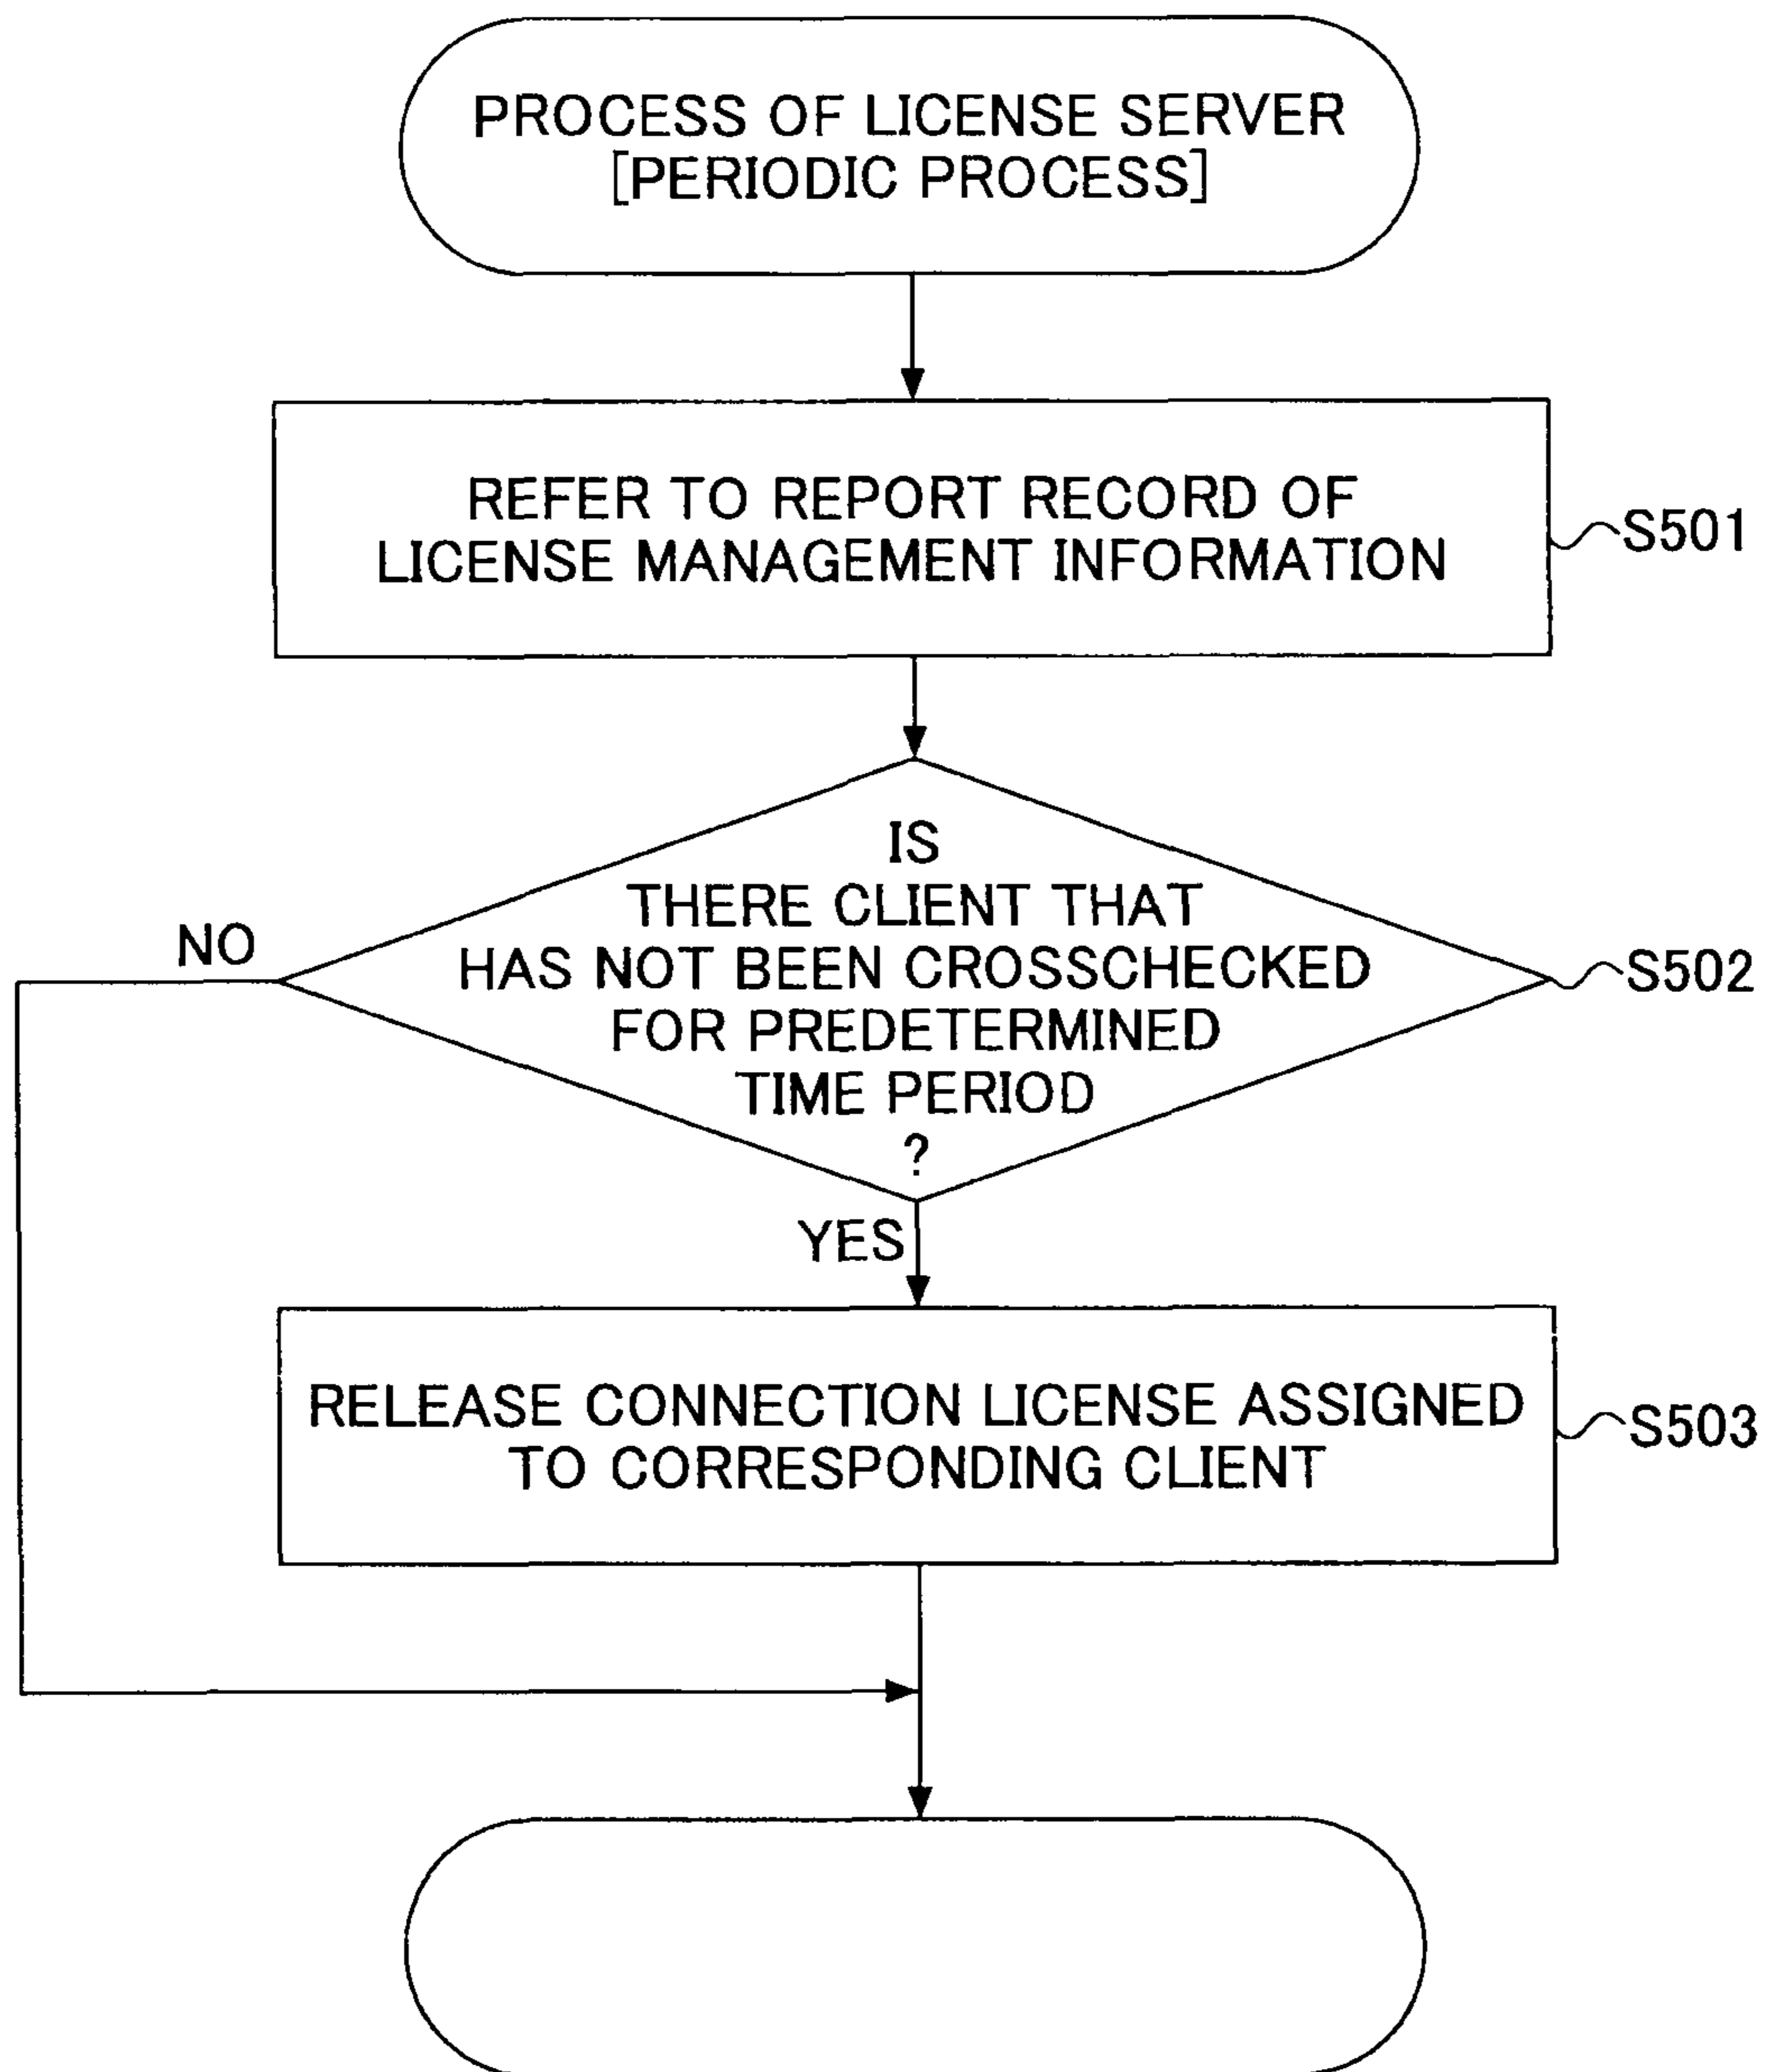 PROCESS OF LICENSE SERVER
[PERIODIC PROCESS]
REFER TO REPORT RECORD OF
LICENSE MANAGEMENT INFORMATION
S501
IS
THERE CLIENT THAT
HAS NOT BEEN CROSSCHECKED
FOR PREDETERMINED
TIME PERIOD
?
NO
S502
YES
RELEASE CONNECTION LICENSE ASSIGNED
TO CORRESPONDING CLIENT
S503